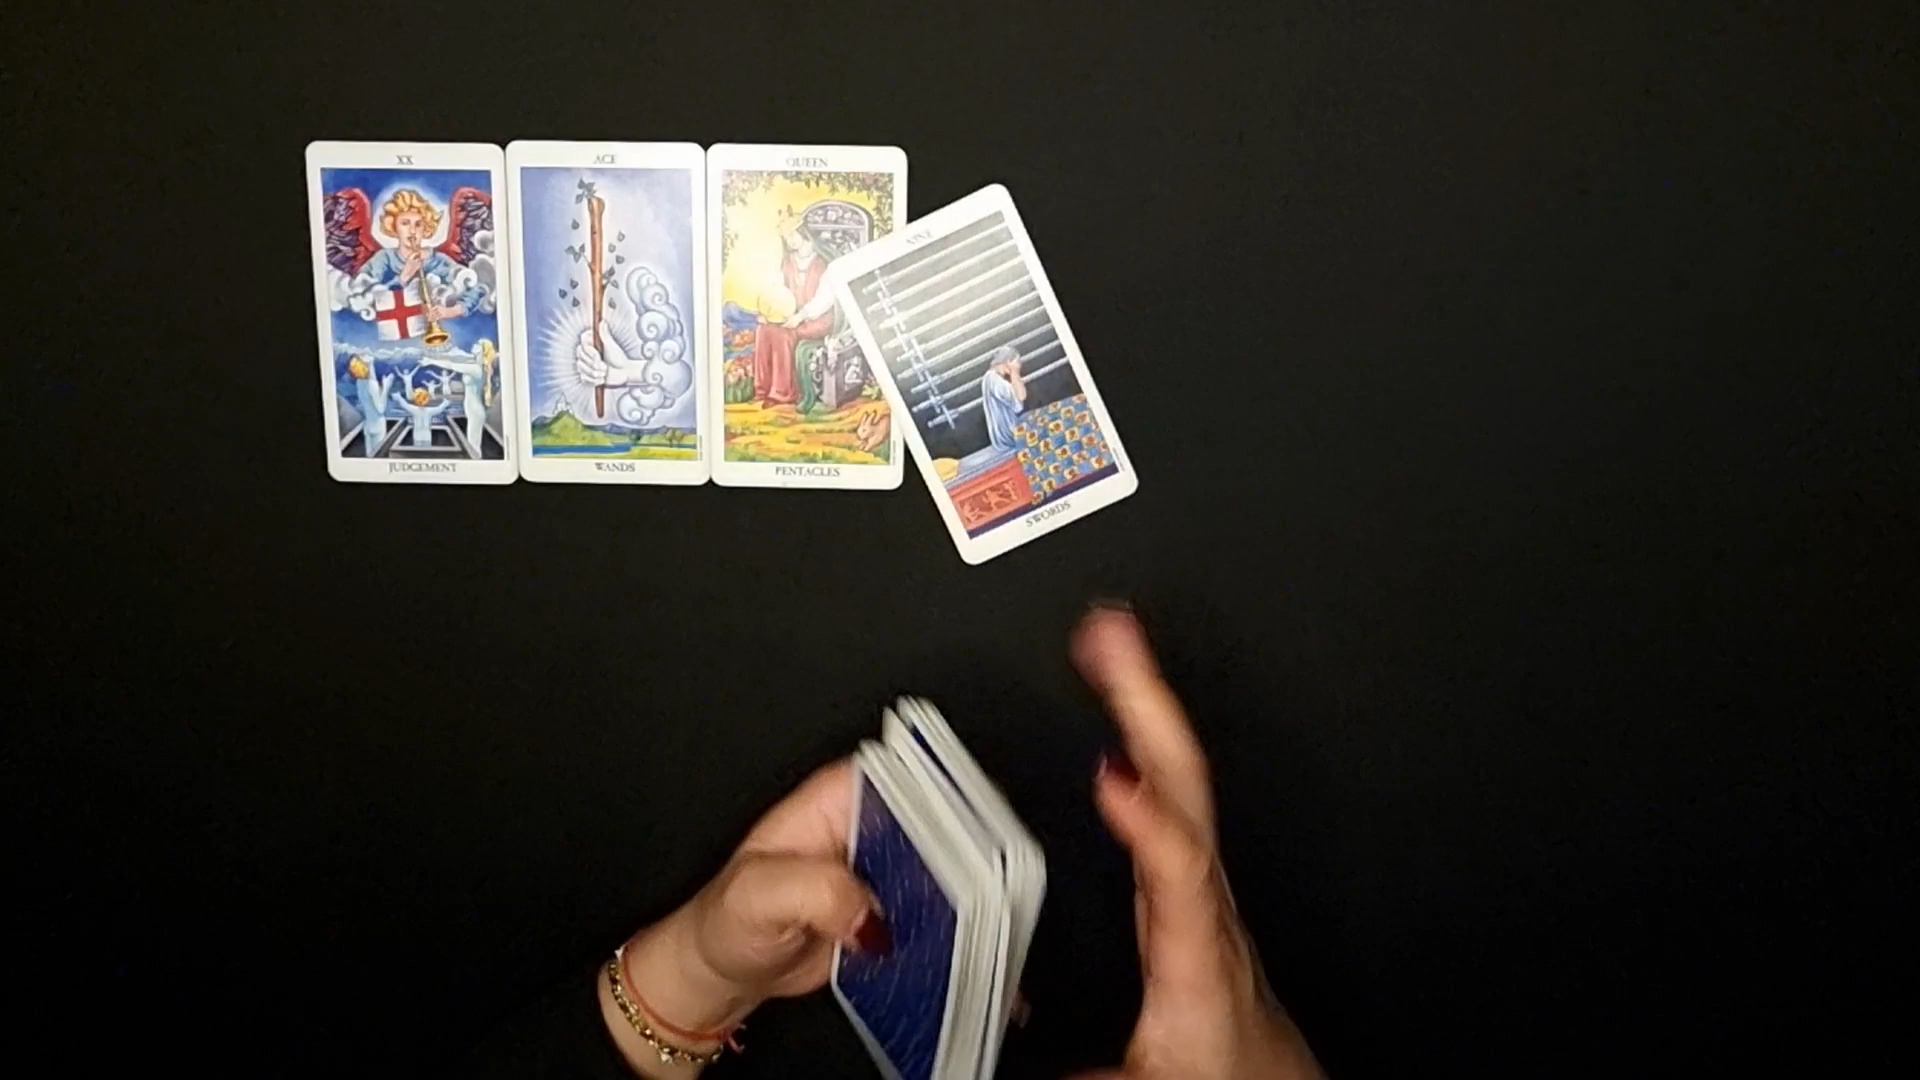 XX
JUDGEMENT
ACE
WANDS
QUEEN
PENTACLES
NINE
SWORDS